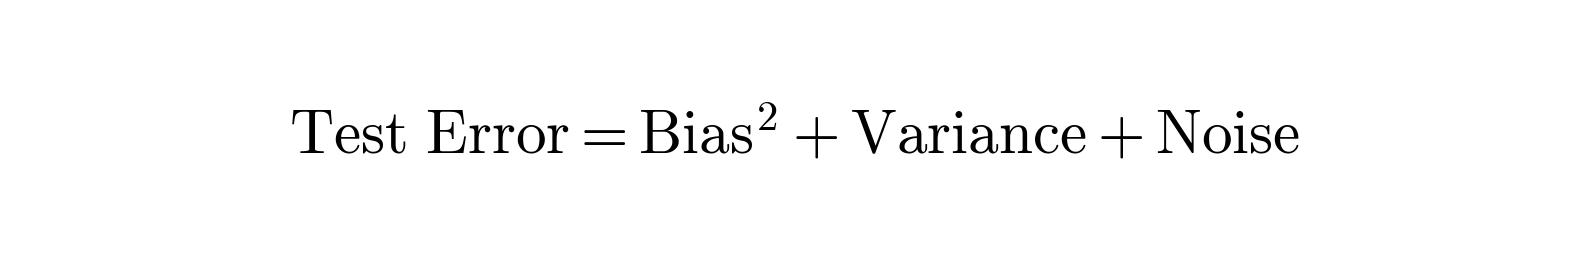 Test Error = Bias² + Variance + Noise